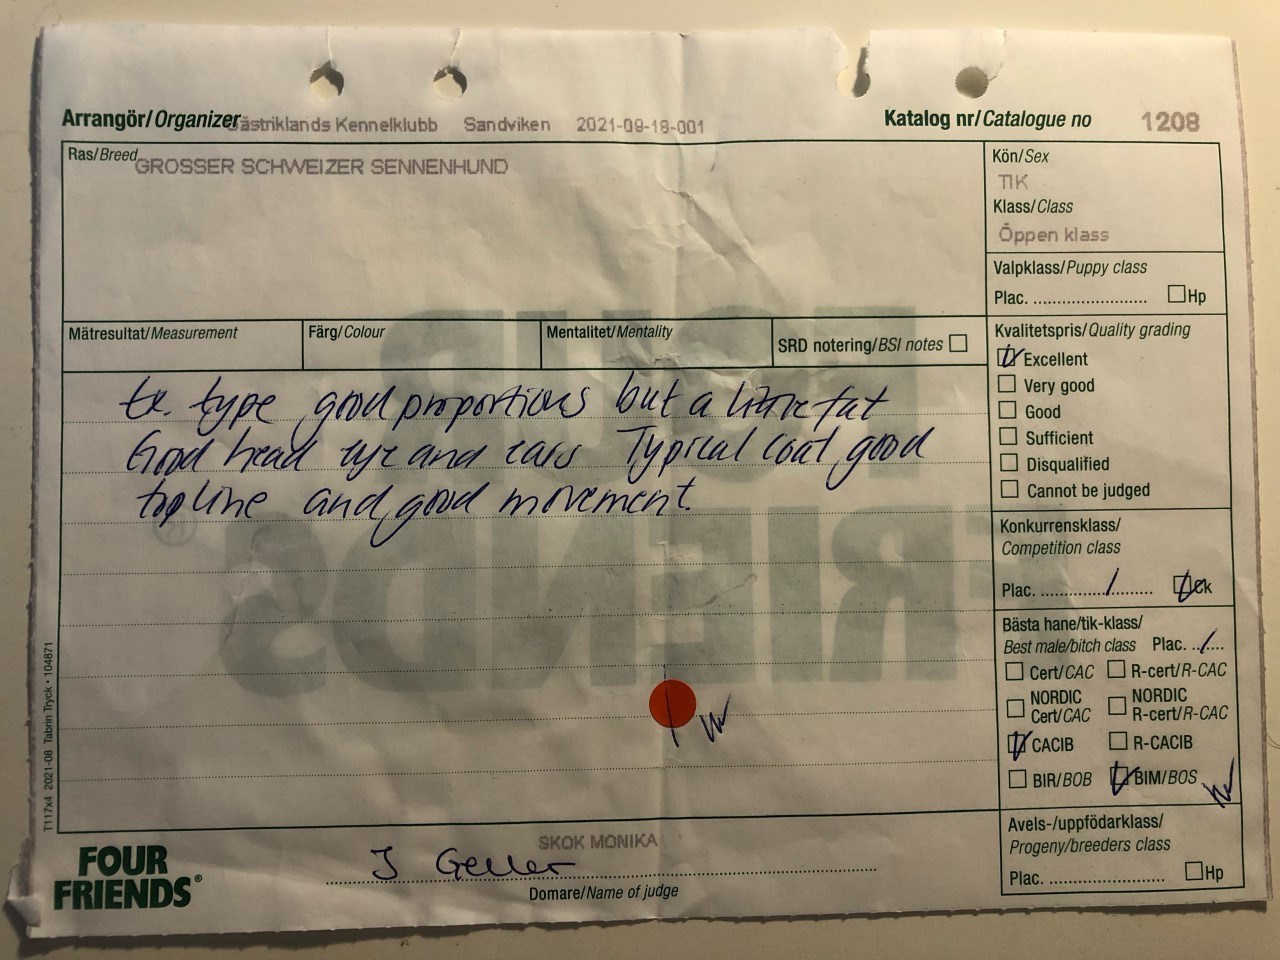 Arrangör/Organizer Gästriklands Kennelklubb Sandviken 2021-09-18-001
Katalog nr/Catalogue no 1208
Ras/Breed GROSSER SCHWEIZER SENNENHUND
Kön/Sex
TIK
Klass/Class
Öppen klass
Valpklass/Puppy class
Plac. .......................... Hp
Mätresultat/Measurement
Färg/Colour
Mentalitet/Mentality
SRD notering/BSI notes
Kvalitetspris/Quality grading
Excellent
Very good
Good
Sufficient
Disqualified
Cannot be judged
Ex. type good proportions but a little fat
Good head eye and ears Typical coat good
topline and good movement.
Konkurrensklass/
Competition class
Plac. 1 Ck
Bästa hane/tik-klass/
Best male/bitch class Plac. 1
Cert/CAC R-cert/R-CAC
NORDIC Cert/CAC NORDIC R-cert/R-CAC
CACIB R-CACIB
BIR/BOB BIM/BOS
Avels-/uppfödarklass/
Progeny/breeders class
Plac. .......................... Hp
SKOK MONIKA
J Geller
Domare/Name of judge
FOUR
FRIENDS®
T117x4 2021-08 Tabrin Tryck • 104871
FOUR
FRIENDS®